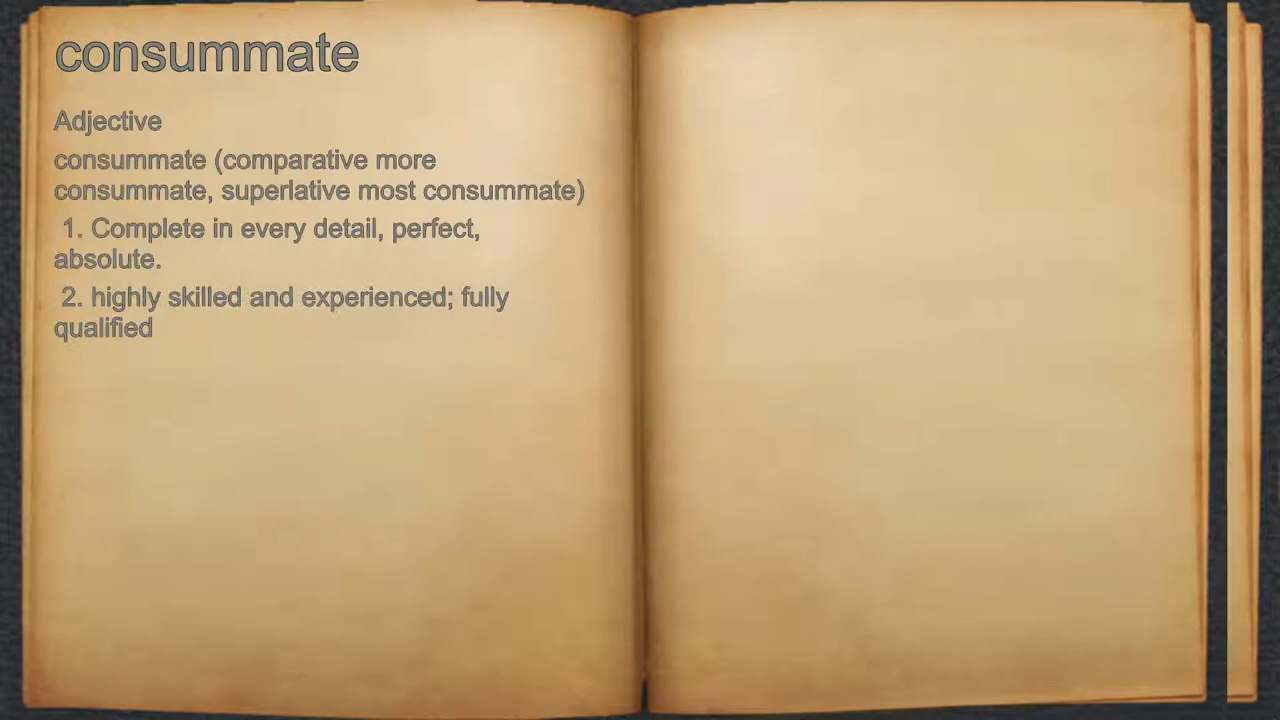 consummate
Adjective
consummate (comparative more
consummate, superlative most consummate)
1. Complete in every detail, perfect,
absolute.
2. highly skilled and experienced; fully
qualified